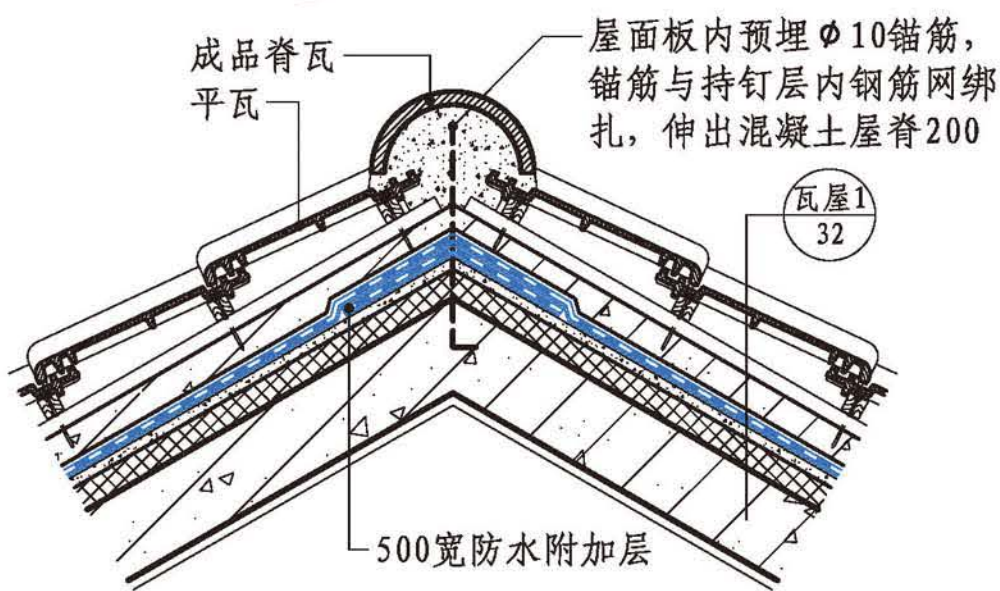 成品脊瓦
平瓦
屋面板内预埋Φ10锚筋，
锚筋与持钉层内钢筋网绑
扎，伸出混凝土屋脊200
瓦屋1
32
500宽防水附加层